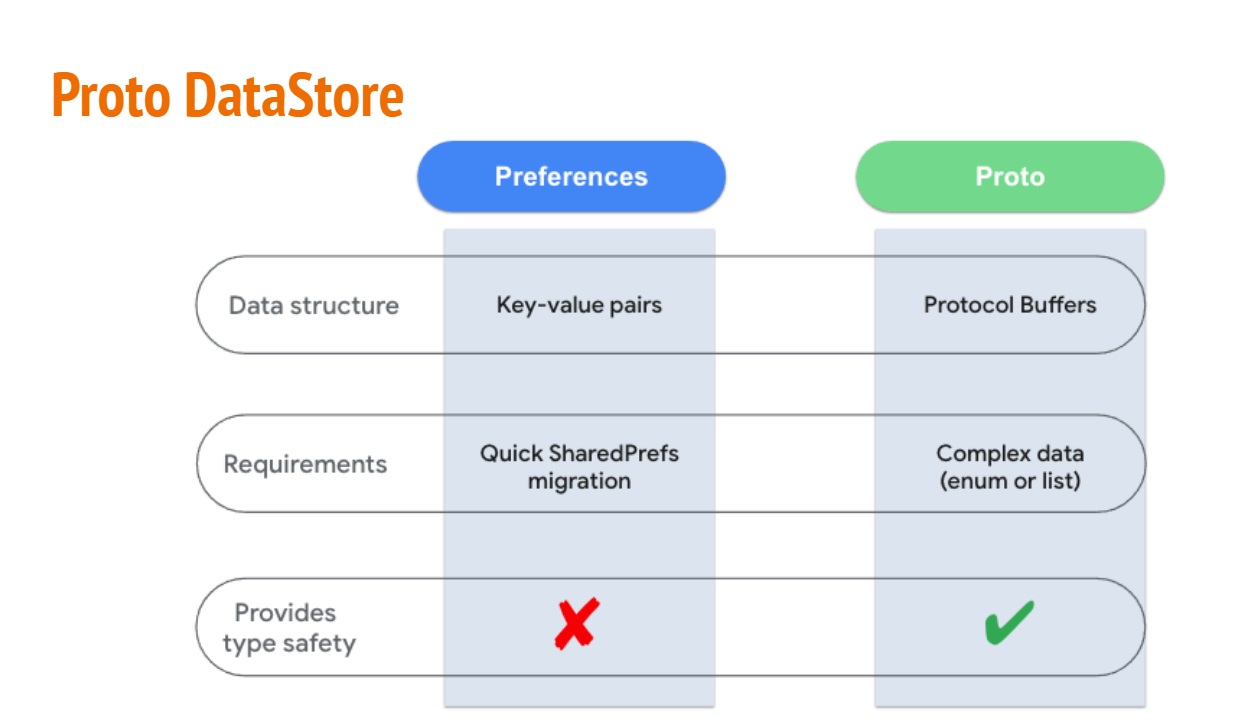 Proto DataStore
Preferences
Proto
Data structure
Key-value pairs
Protocol Buffers
Requirements
Quick SharedPrefs
migration
Complex data
(enum or list)
Provides
type safety
✘
✔